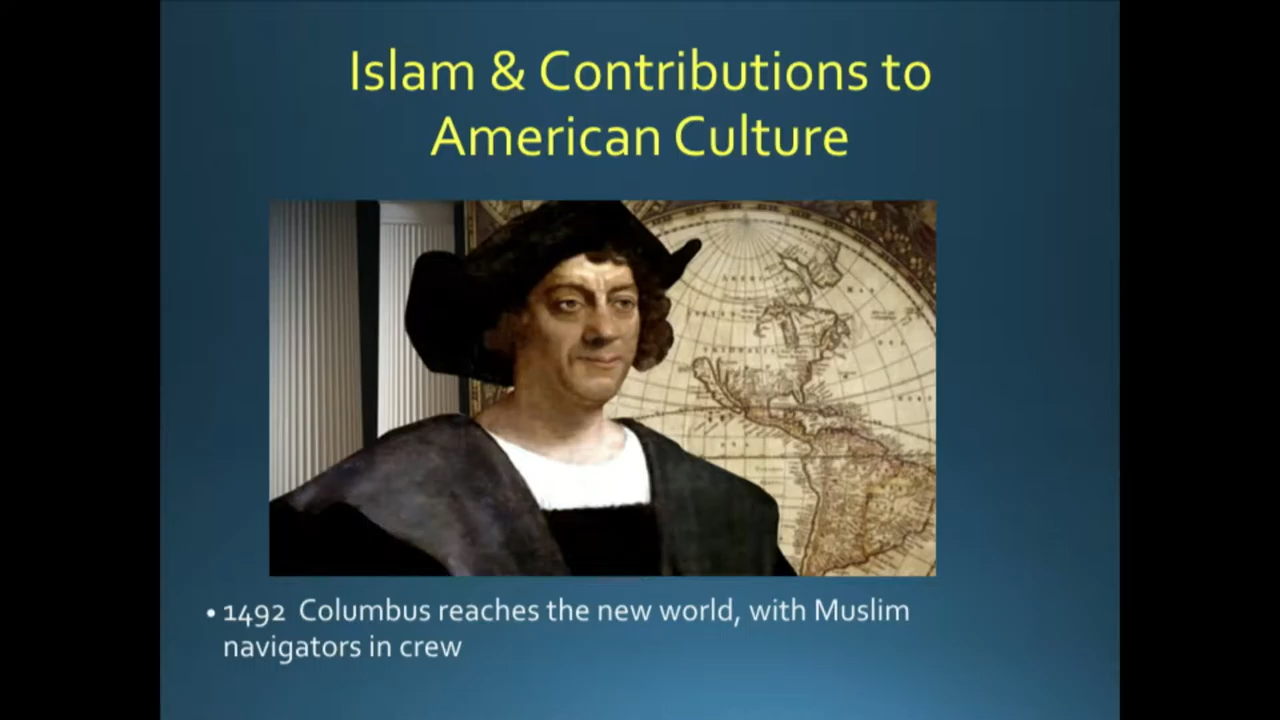 Islam & Contributions to
American Culture
• 1492  Columbus reaches the new world, with Muslim
navigators in crew